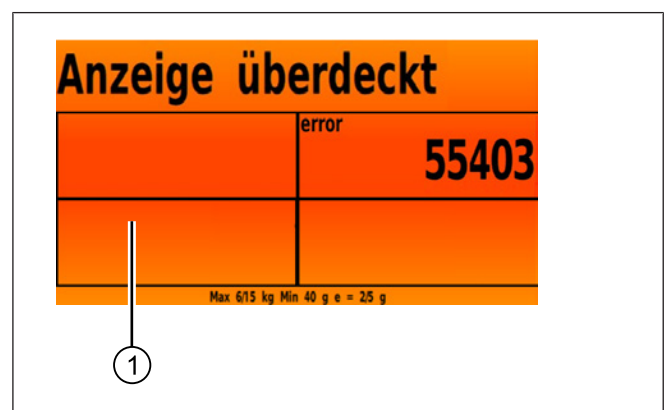 Anzeige überdeckt
error
55403
Max 6/15 kg Min 40 g e = 2/5 g
1